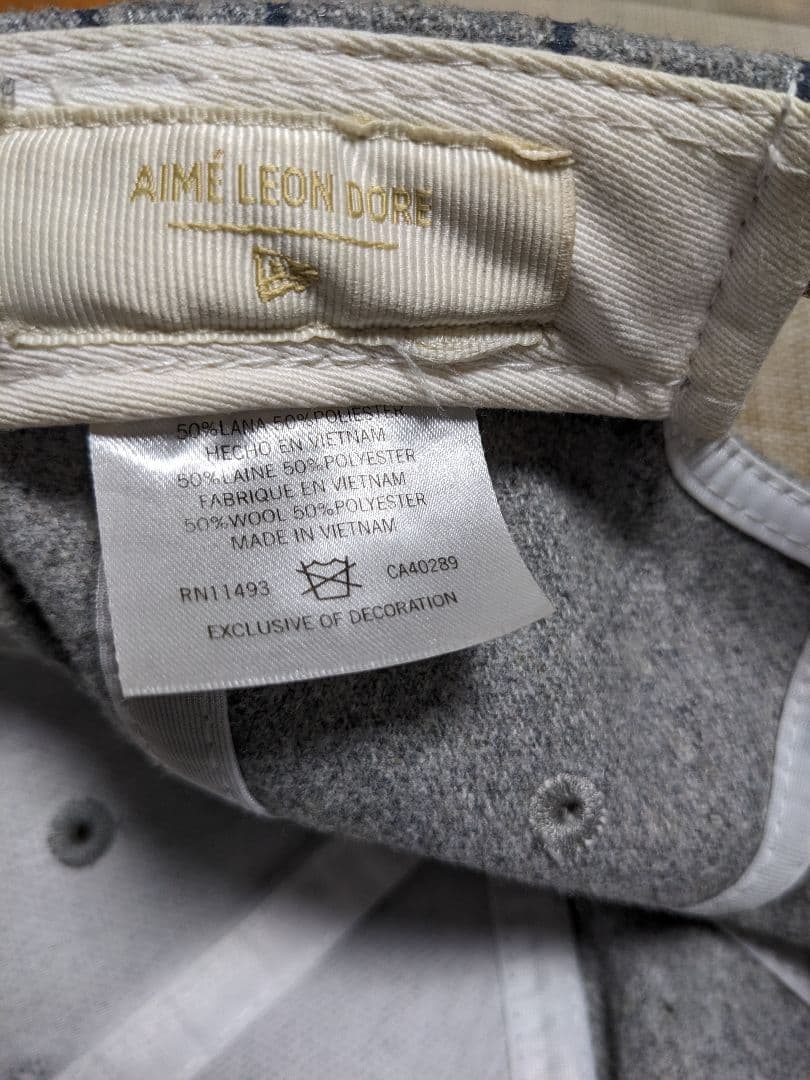 AIMÉ LEON DORE
50%LANA 50%POLIESTER
HECHO EN VIETNAM
50%LAINE 50%POLYESTER
FABRIQUE EN VIETNAM
50%WOOL 50%POLYESTER
MADE IN VIETNAM
RN11493 CA40289
EXCLUSIVE OF DECORATION